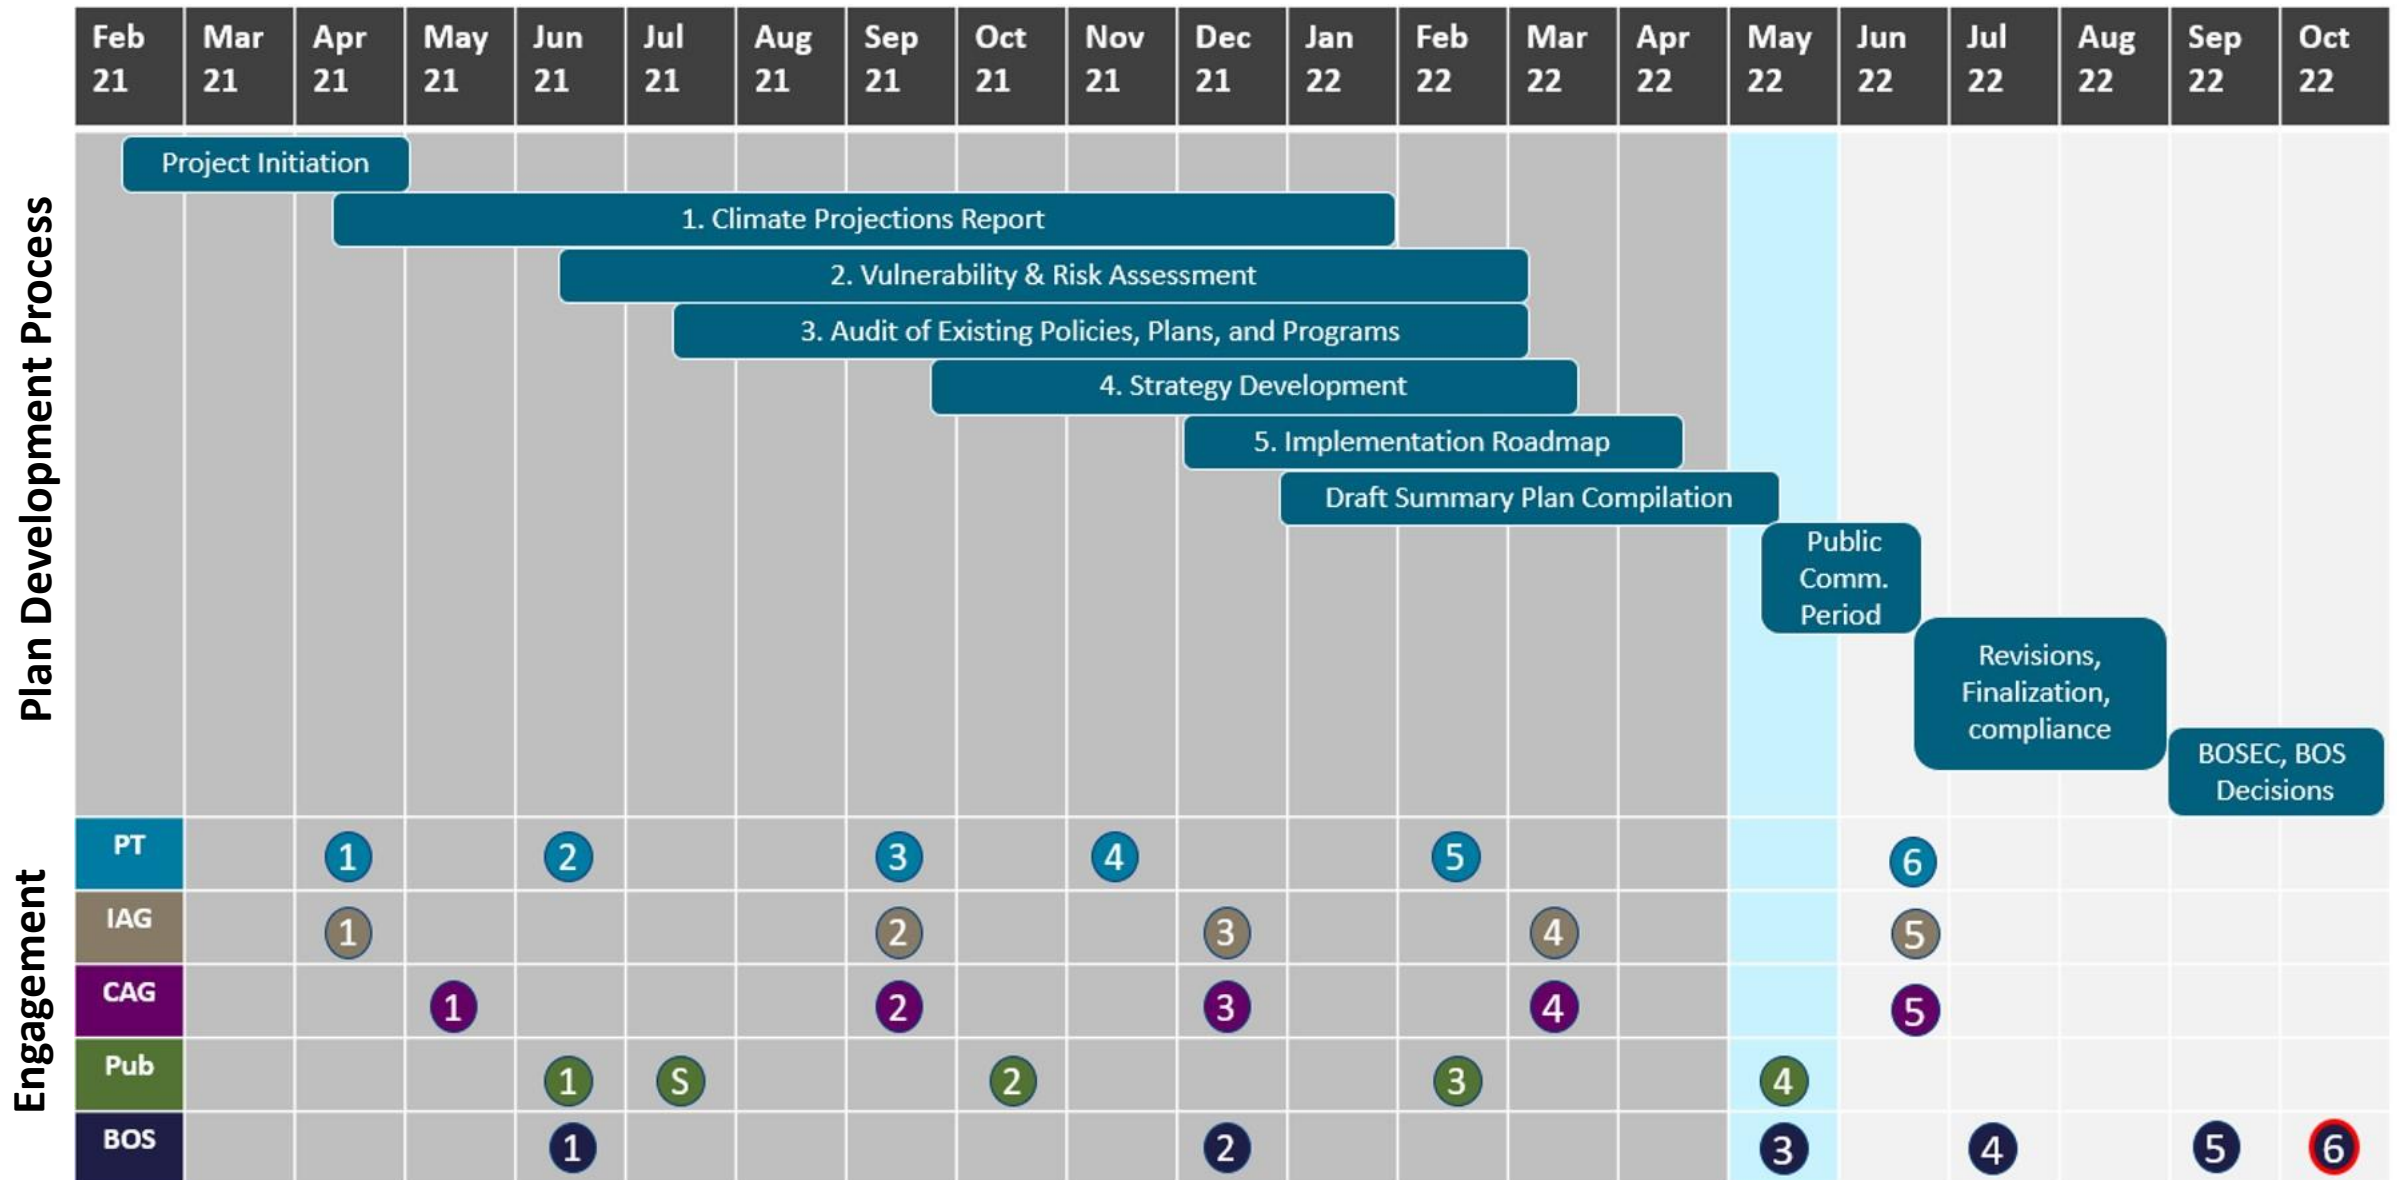 Feb 21 Mar 21 Apr 21 May 21 Jun 21 Jul 21 Aug 21 Sep 21 Oct 21 Nov 21 Dec 21 Jan 22 Feb 22 Mar 22 Apr 22 May 22 Jun 22 Jul 22 Aug 22 Sep 22 Oct 22
Plan Development Process
Project Initiation
1. Climate Projections Report
2. Vulnerability & Risk Assessment
3. Audit of Existing Policies, Plans, and Programs
4. Strategy Development
5. Implementation Roadmap
Draft Summary Plan Compilation
Public
Comm.
Period
Revisions,
Finalization,
compliance
BOSEC, BOS
Decisions
Engagement
PT 1 2 3 4 5 6
IAG 1 2 3 4 5
CAG 1 2 3 4 5
Pub 1 S 2 3 4
BOS 1 2 3 4 5 6